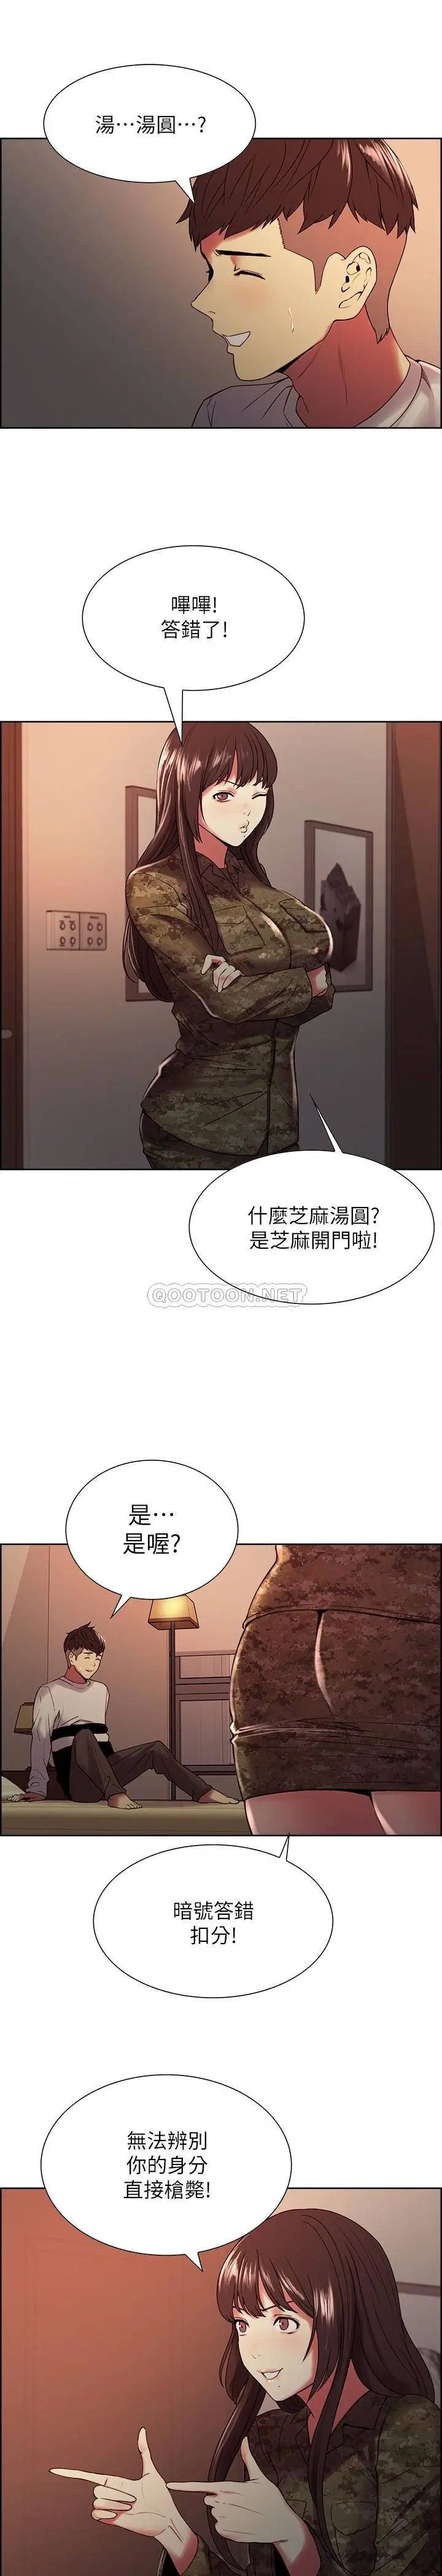 湯⋯湯圓⋯?
嗶嗶!
答錯了!
什麼芝麻湯圓?
是芝麻開門啦!
QOOTOON.NET
是⋯
是喔?
暗號答錯
扣分!
無法辨別
你的身分
直接槍斃!